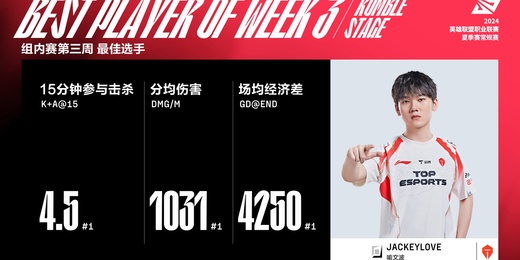 BEST PLAYER OF WEEK 3 / RUMBLE STAGE
组内赛第三周 最佳选手
2024
英雄联盟职业联赛
夏季赛常规赛
15分钟参与击杀
K+A@15
4.5 #1
分均伤害
DMG/M
1031 #1
场均经济差
GD@END
4250 #1
TOP
ESPORTS
JACKEYLOVE
喻文波